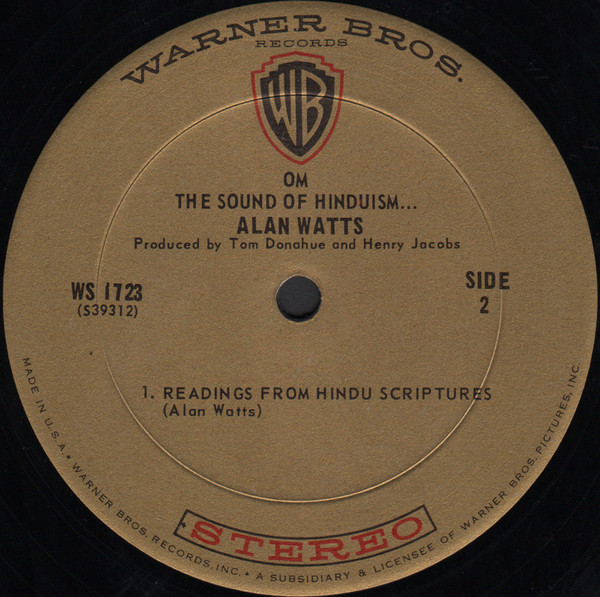 WARNER BROS.
RECORDS
WB
OM
THE SOUND OF HINDUISM...
ALAN WATTS
Produced by Tom Donahue and Henry Jacobs
WS 1723
(S39312)
SIDE
2
1. READINGS FROM HINDU SCRIPTURES
(Alan Watts)
STEREO
MADE IN U.S.A. • WARNER BROS. RECORDS, INC. • A SUBSIDIARY & LICENSEE OF WARNER BROS. PICTURES, INC.